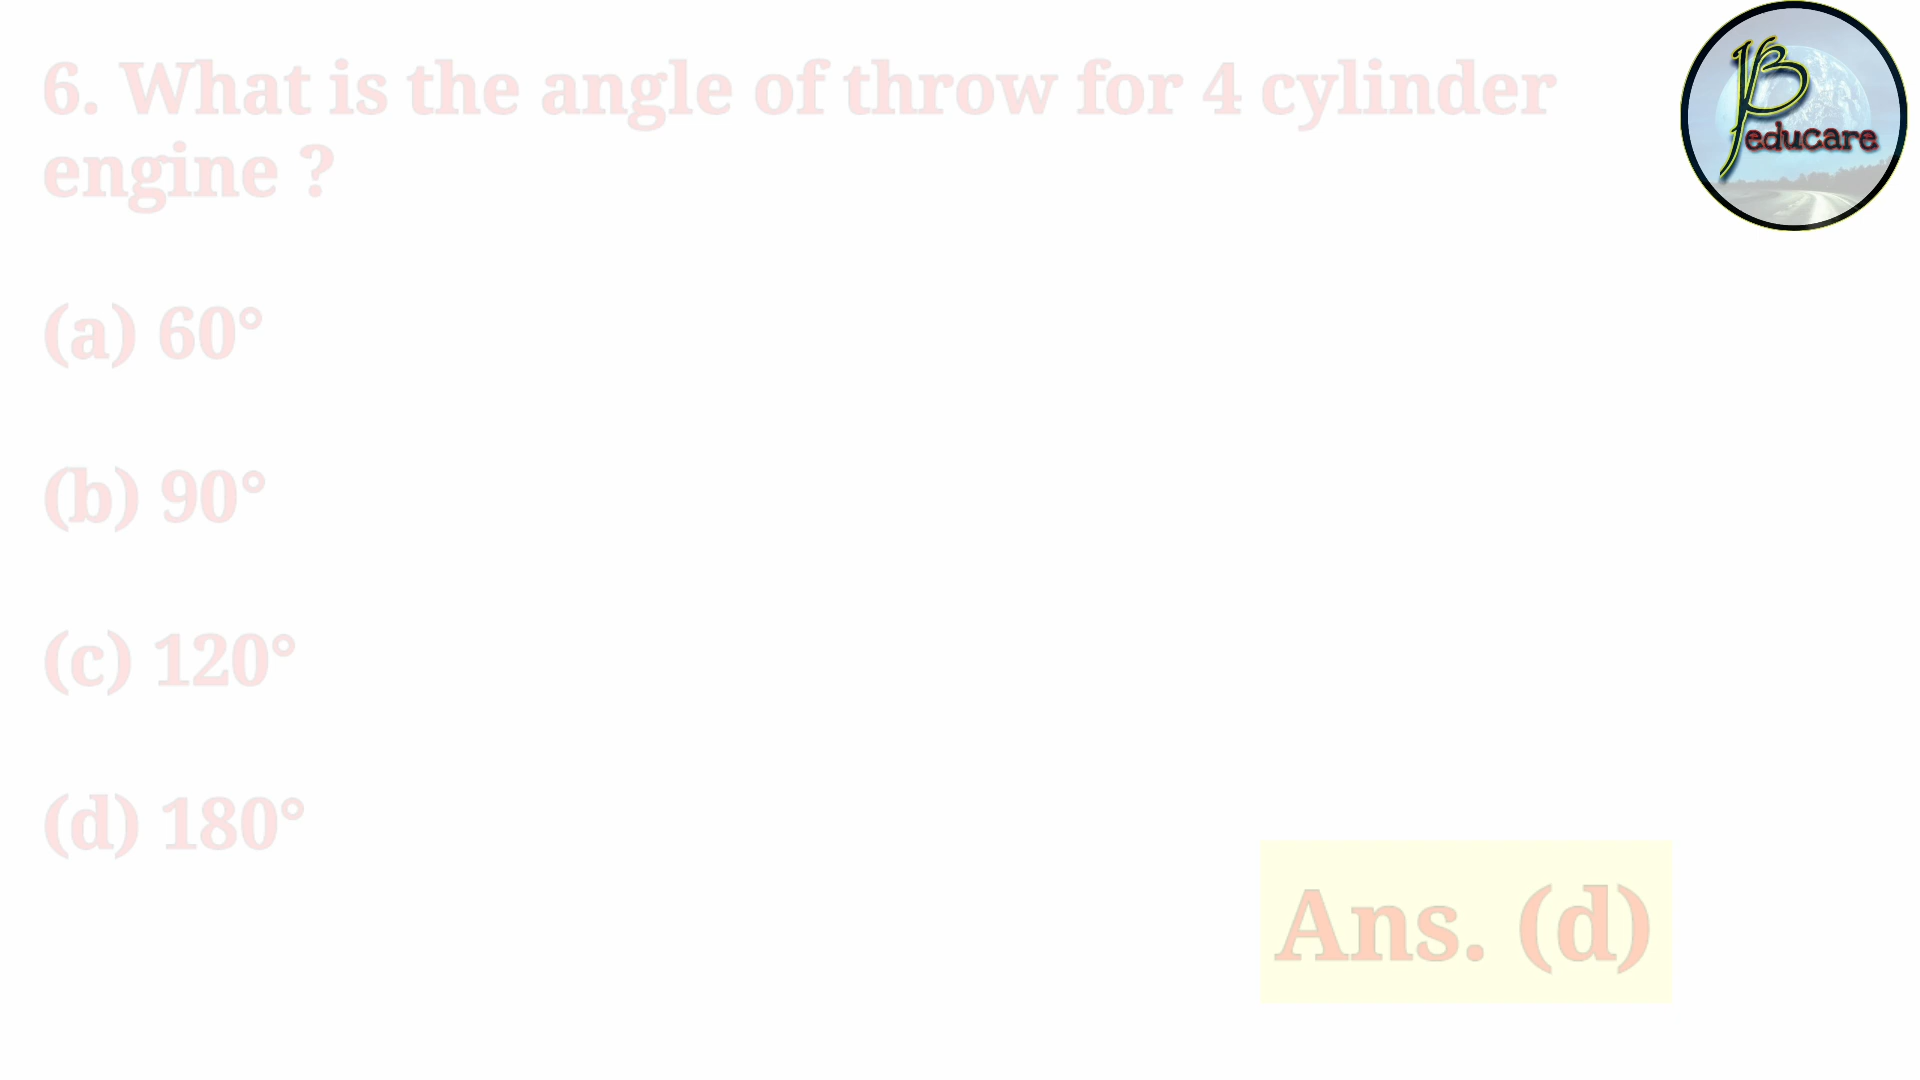 6. What is the angle of throw for 4 cylinder
engine ?
(a) 60°
(b) 90°
(c) 120°
(d) 180°
Ans. (d)
β
educare